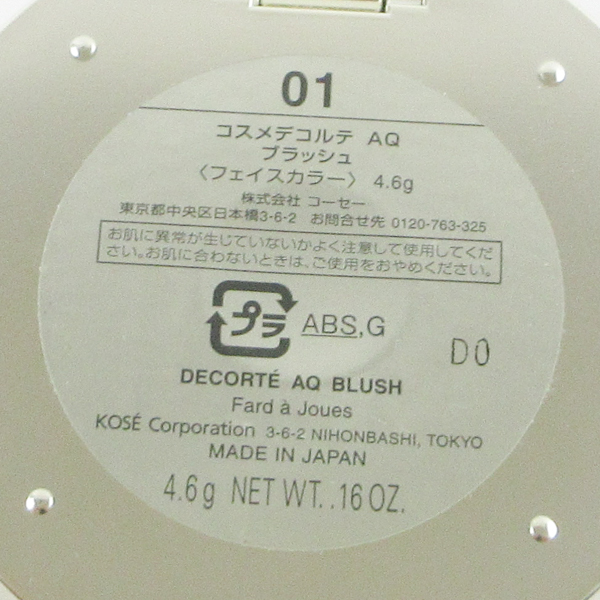 01
コスメデコルテ AQ
ブラッシュ
〈フェイスカラー〉 4.6g
株式会社 コーセー
東京都中央区日本橋3-6-2 お問合せ先 0120-763-325
お肌に異常が生じていないかよく注意して使用してくだ
さい。お肌に合わないときは、ご使用をおやめください。
プラ ABS,G
D0
DECORTÉ AQ BLUSH
Fard à Joues
KOSÉ Corporation 3-6-2 NIHONBASHI, TOKYO
MADE IN JAPAN
4.6g NET WT. .16 OZ.